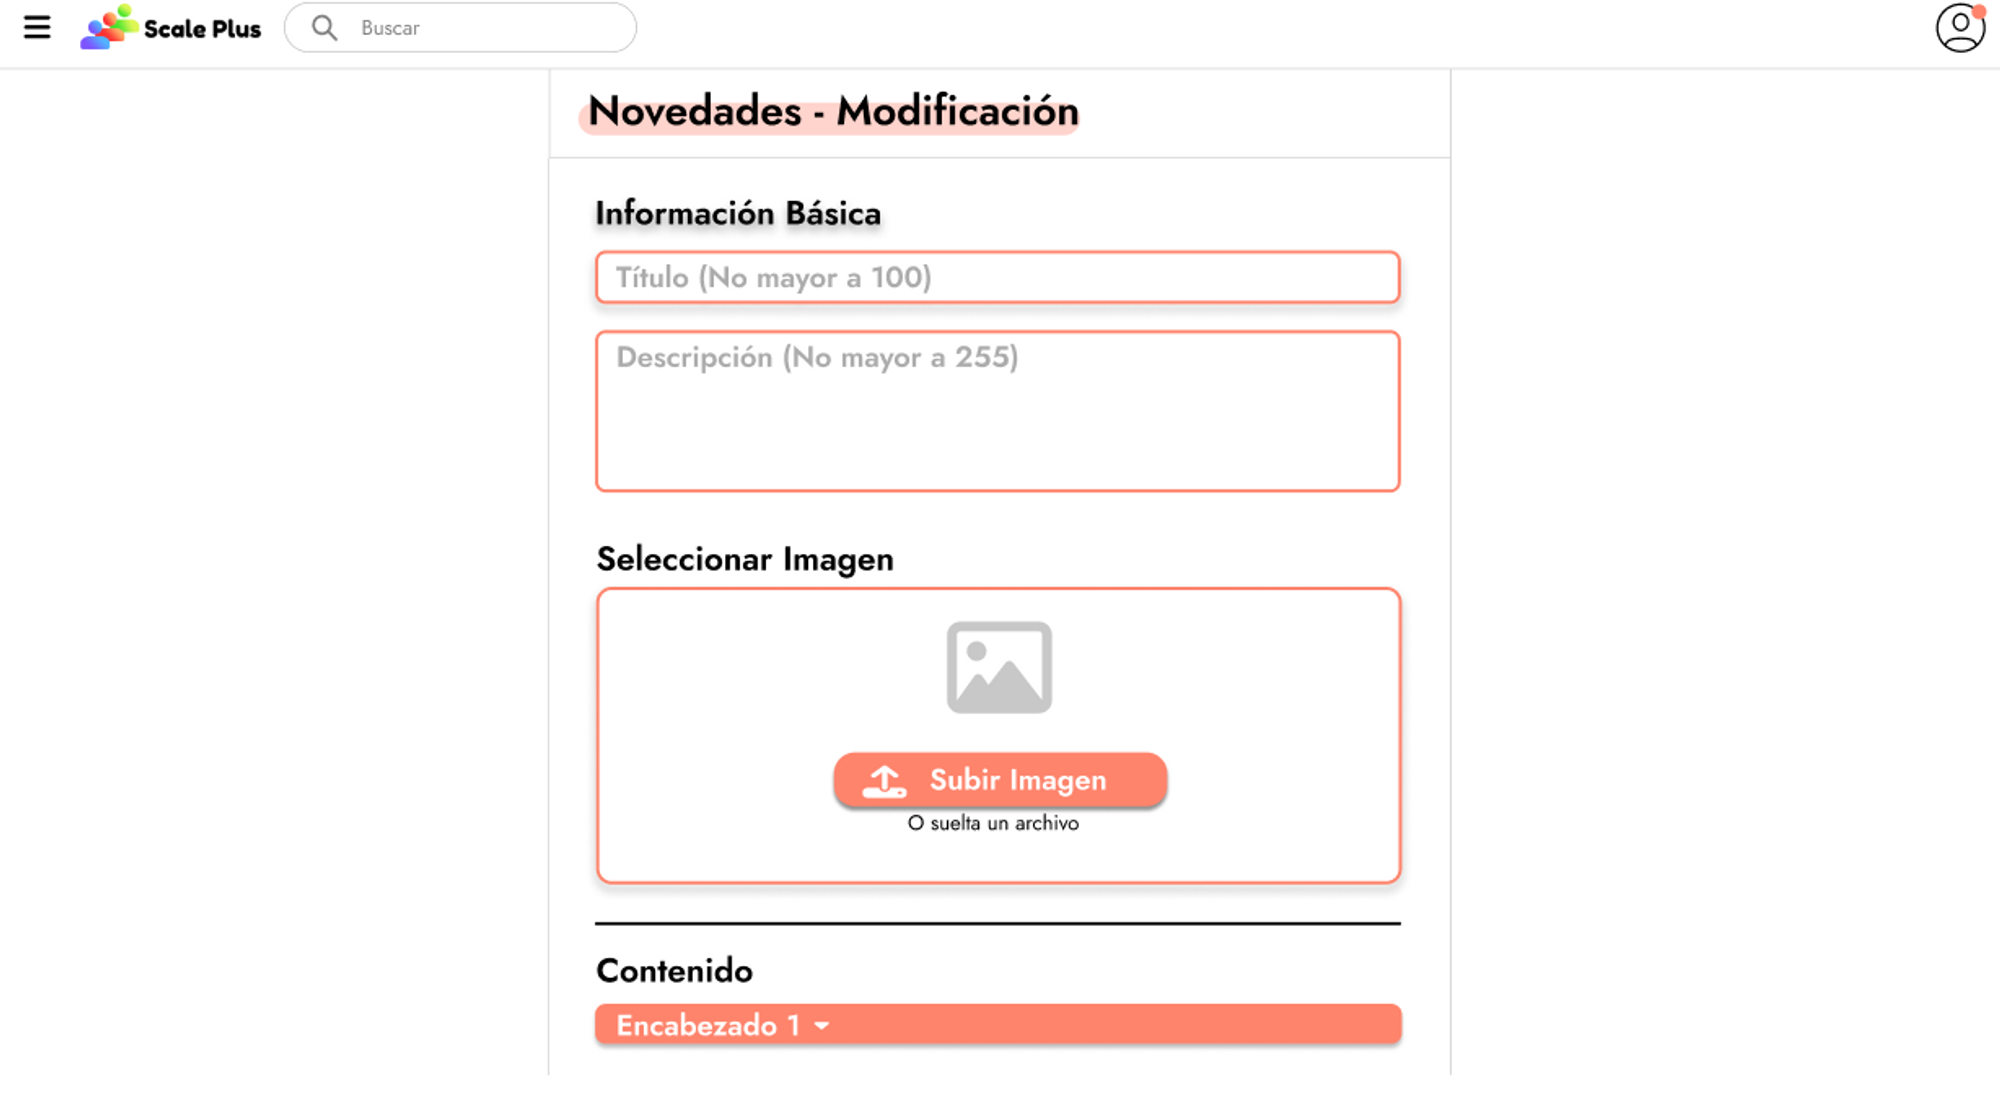 Scale Plus
Buscar
Novedades - Modificación
Información Básica
Título (No mayor a 100)
Descripción (No mayor a 255)
Seleccionar Imagen
Subir Imagen
O suelta un archivo
Contenido
Encabezado 1